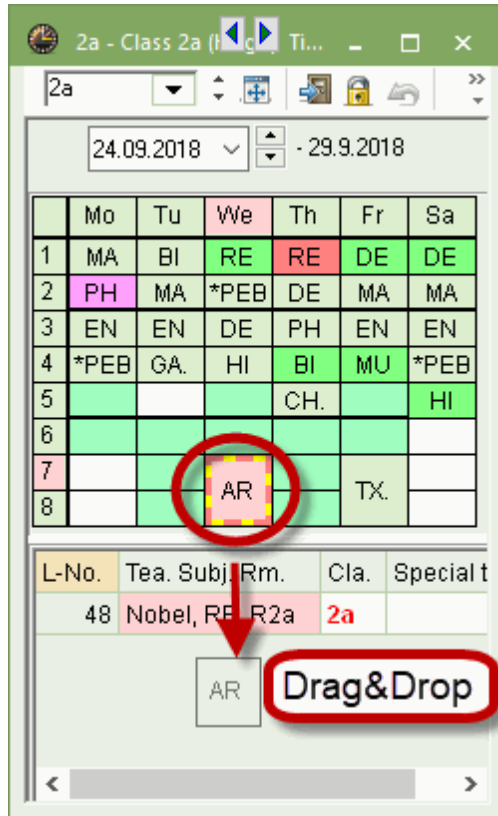 2a - Class 2a ( Ti...
2a
24.09.2018 - 29.9.2018
Mo Tu We Th Fr Sa
1 MA BI RE RE DE DE
2 PH MA *PEB DE MA MA
3 EN EN DE PH EN EN
4 *PEB GA. HI BI MU *PEB
5 CH. HI
6
7 AR TX.
8
L-No. Tea. Subj. Rm. Cla. Special t
48 Nobel, RE, R2a 2a
AR Drag&Drop